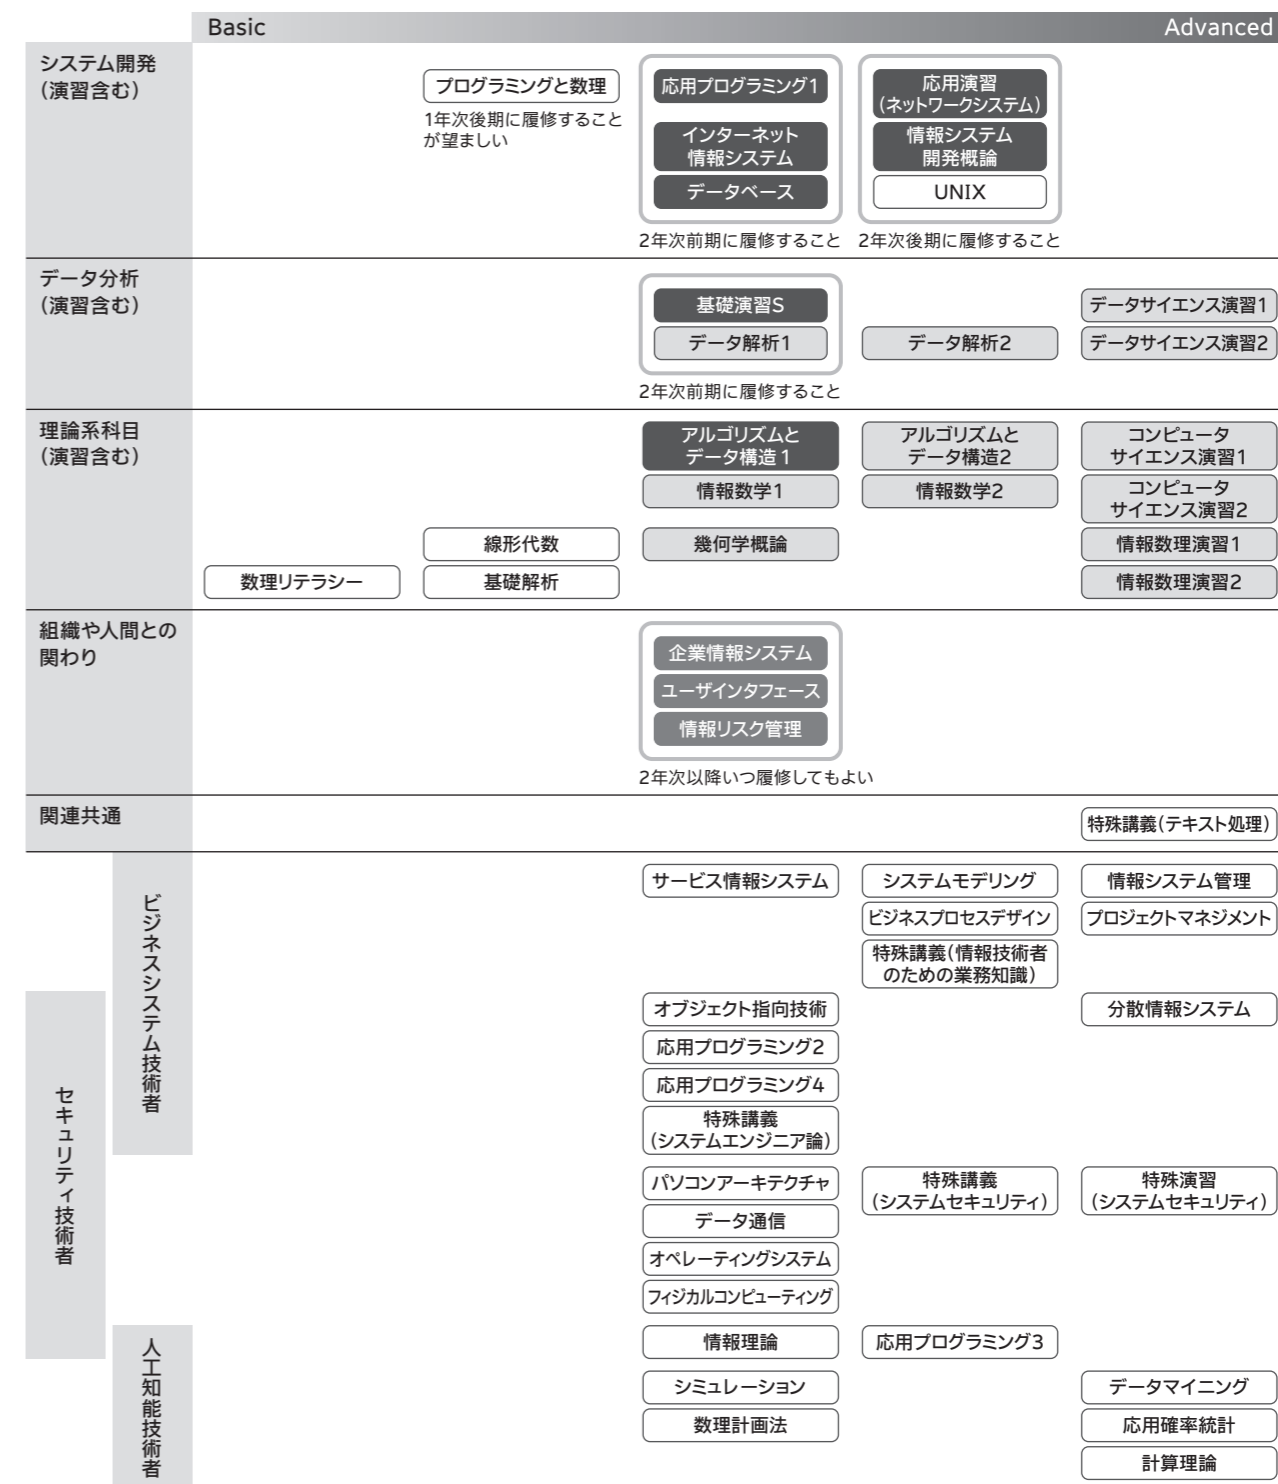 Basic
Advanced
システム開発
（演習含む）
プログラミングと数理
1年次後期に履修すること
が望ましい
応用プログラミング1
インターネット
情報システム
データベース
2年次前期に履修すること
応用演習
（ネットワークシステム）
情報システム
開発概論
UNIX
2年次後期に履修すること
データ分析
（演習含む）
基礎演習S
データ解析1
2年次前期に履修すること
データ解析2
データサイエンス演習1
データサイエンス演習2
理論系科目
（演習含む）
アルゴリズムと
データ構造1
アルゴリズムと
データ構造2
コンピュータ
サイエンス演習1
情報数学1
情報数学2
コンピュータ
サイエンス演習2
線形代数
幾何学概論
情報数理演習1
数理リテラシー
基礎解析
情報数理演習2
組織や人間との
関わり
企業情報システム
ユーザインタフェース
情報リスク管理
2年次以降いつ履修してもよい
関連共通
特殊講義（テキスト処理）
ビジネスシステム技術者
サービス情報システム
システムモデリング
情報システム管理
ビジネスプロセスデザイン
プロジェクトマネジメント
特殊講義（情報技術者
のための業務知識）
セキュリティ技術者
オブジェクト指向技術
分散情報システム
応用プログラミング2
応用プログラミング4
特殊講義
（システムエンジニア論）
パソコンアーキテクチャ
特殊講義
（システムセキュリティ）
特殊演習
（システムセキュリティ）
データ通信
オペレーティングシステム
フィジカルコンピューティング
人工知能技術者
情報理論
応用プログラミング3
シミュレーション
データマイニング
数理計画法
応用確率統計
計算理論